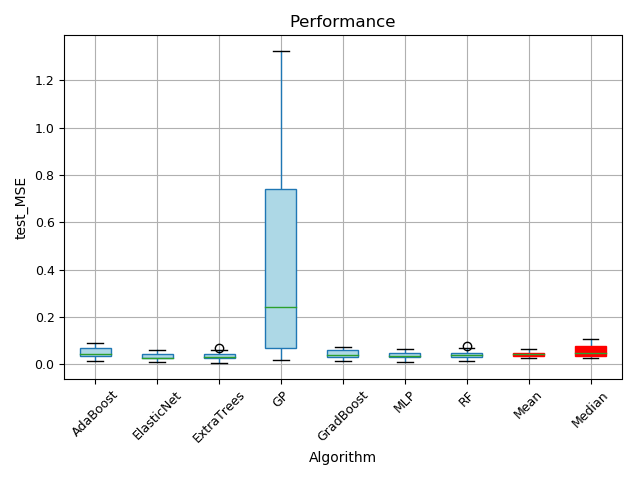 Performance
test_MSE
1.2
1.0
0.8
0.6
0.4
0.2
0.0
AdaBoost
ElasticNet
ExtraTrees
GP
GradBoost
MLP
RF
Mean
Median
Algorithm